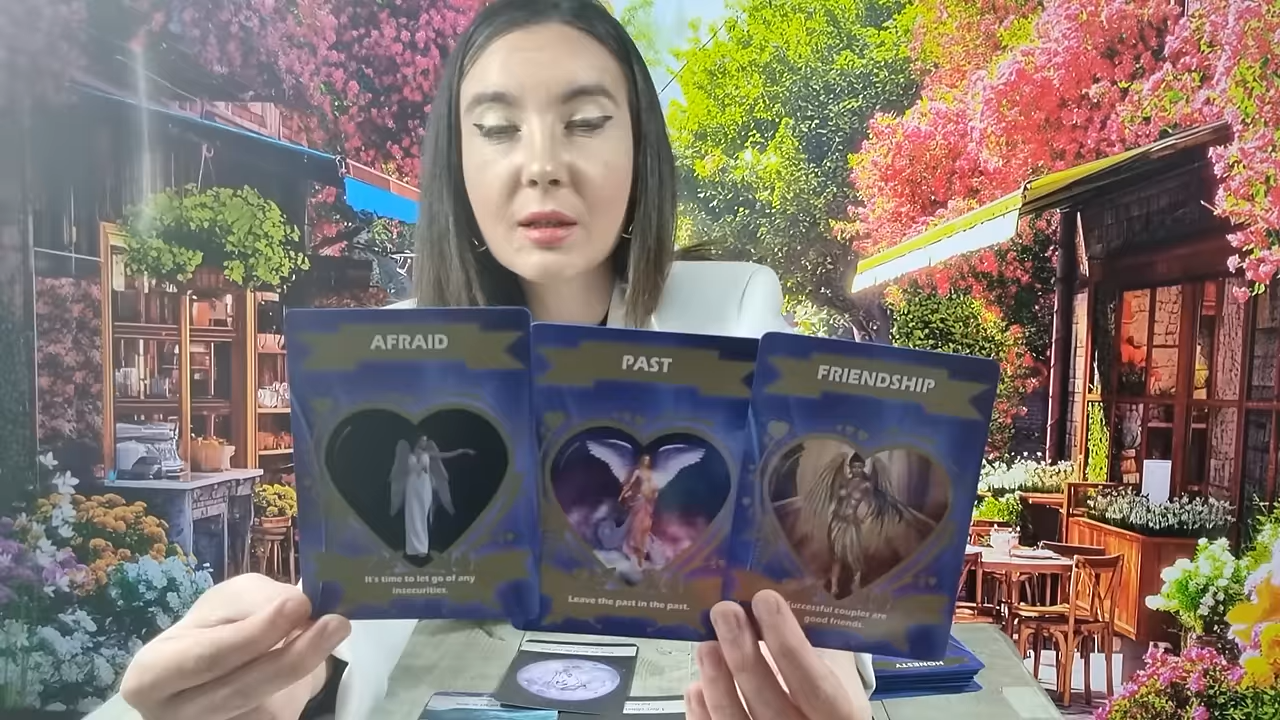 AFRAID
It's time to let go of any
insecurities.
PAST
Leave the past in the past.
FRIENDSHIP
Successful couples are
good friends.
HONESTY